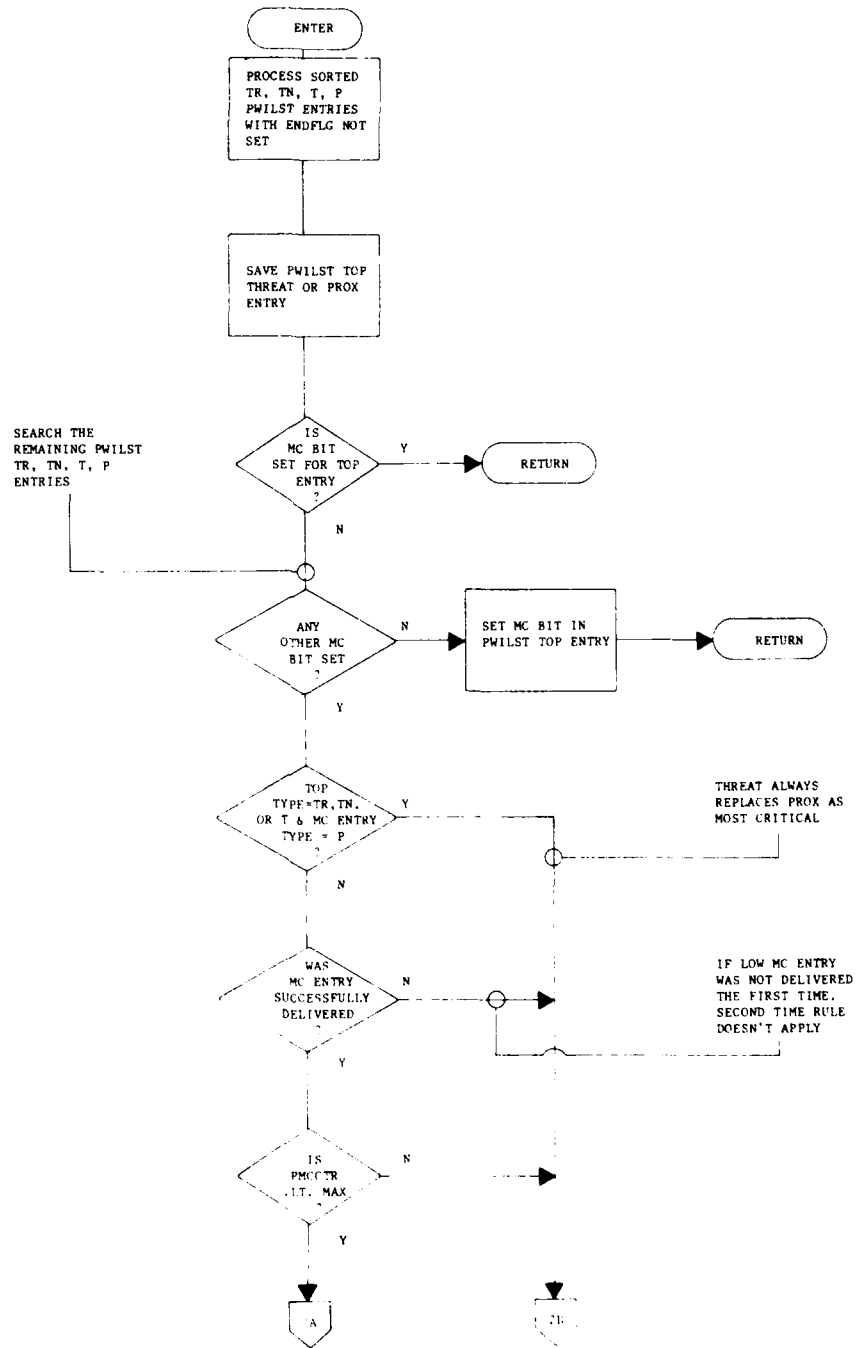 ENTER
PROCESS SORTED
TR, TN, T, P
PWILST ENTRIES
WITH ENDFLG NOT
SET
SAVE PWILST TOP
THREAT OR PROX
ENTRY
SEARCH THE
REMAINING PWILST
TR, TN, T, P
ENTRIES
IS
MC BIT
SET FOR TOP
ENTRY
?
Y
RETURN
N
ANY
OTHER MC
BIT SET
?
N
SET MC BIT IN
PWILST TOP ENTRY
RETURN
Y
TOP
TYPE=TR,TN,
OR T & MC ENTRY
TYPE = P
?
Y
THREAT ALWAYS
REPLACES PROX AS
MOST CRITICAL
N
WAS
MC ENTRY
SUCCESSFULLY
DELIVERED
?
N
IF LOW MC ENTRY
WAS NOT DELIVERED
THE FIRST TIME,
SECOND TIME RULE
DOESN'T APPLY
Y
IS
PMCCTR
.LT. MAX
?
N
Y